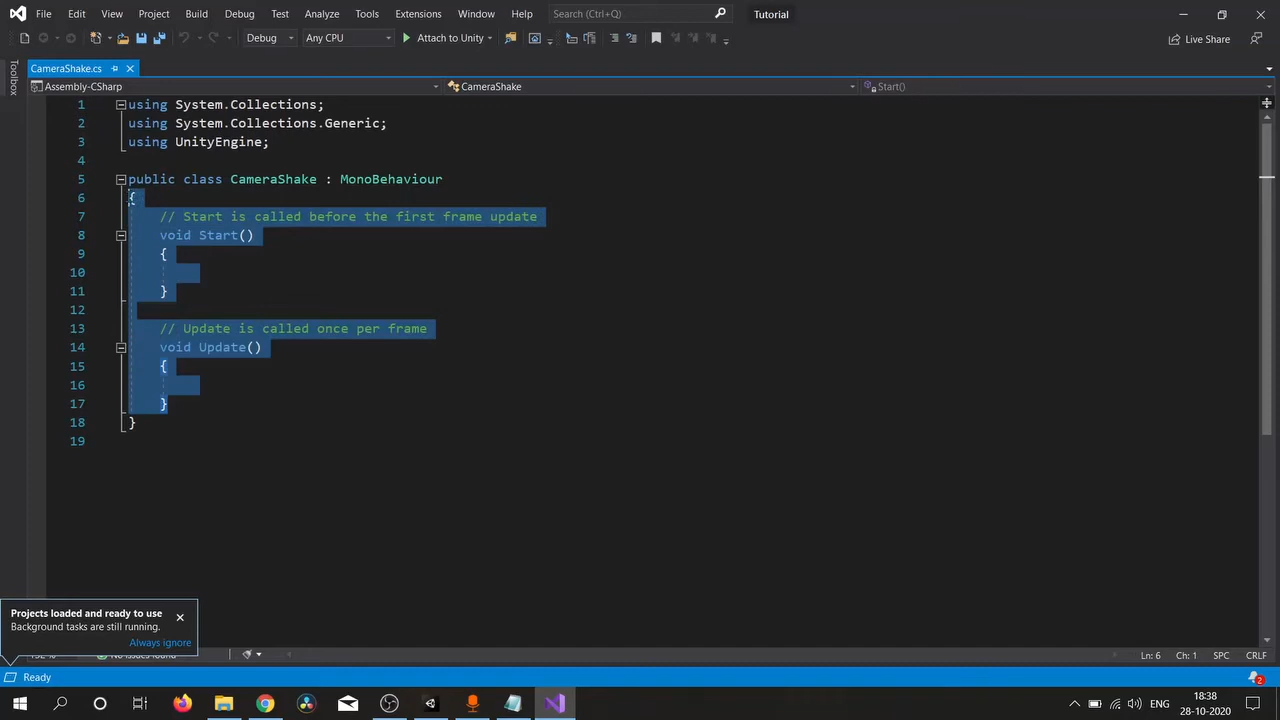 File Edit View Project Build Debug Test Analyze Tools Extensions Window Help Search (Ctrl+Q) Tutorial
Debug Any CPU Attach to Unity Live Share
Toolbox
CameraShake.cs
Assembly-CSharp CameraShake Start()
1 using System.Collections;
2 using System.Collections.Generic;
3 using UnityEngine;
4
5 public class CameraShake : MonoBehaviour
6 {
7 // Start is called before the first frame update
8 void Start()
9 {
10
11 }
12
13 // Update is called once per frame
14 void Update()
15 {
16
17 }
18 }
19
Projects loaded and ready to use
Background tasks are still running.
Always ignore
Ln: 6 Ch: 1 SPC CRLF
Ready 2
ENG 18:38
28-10-2020